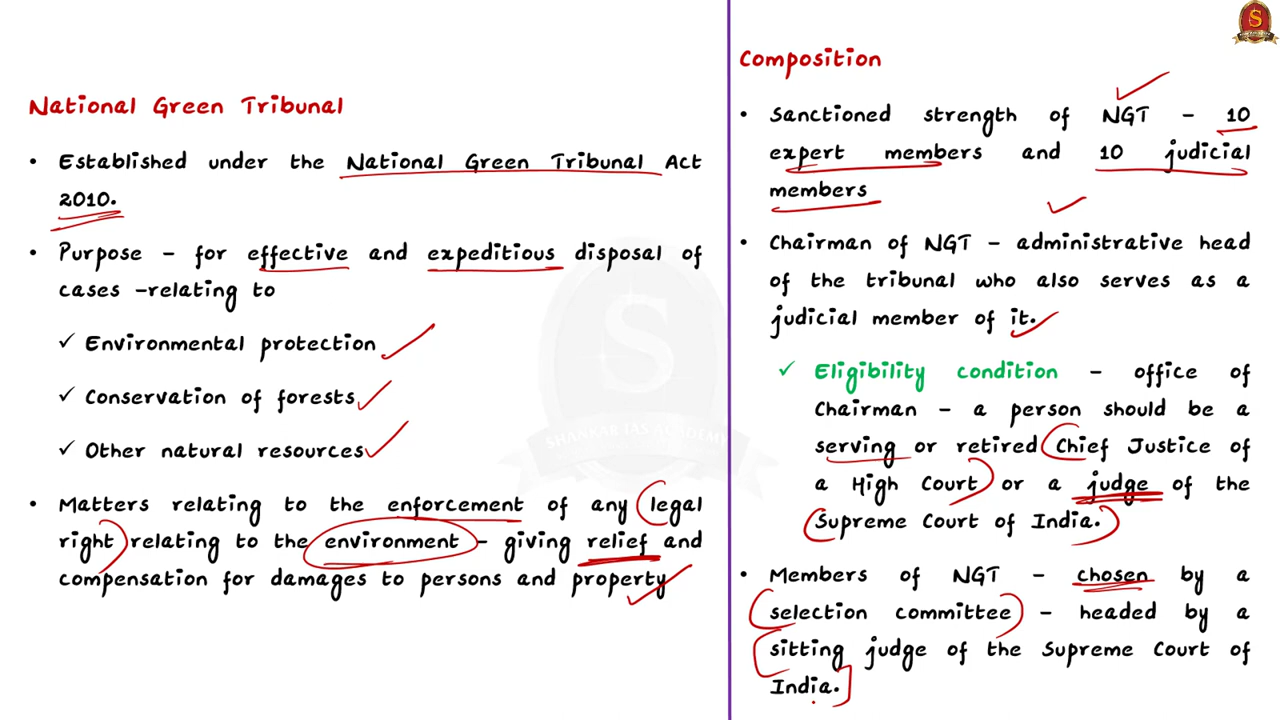 National Green Tribunal
• Established under the National Green Tribunal Act
2010.
• Purpose - for effective and expeditious disposal of
cases -relating to
✓ Environmental protection
✓ Conservation of forests
✓ Other natural resources
• Matters relating to the enforcement of any legal
right relating to the environment - giving relief and
compensation for damages to persons and property
Composition
• Sanctioned strength of NGT - 10
expert members and 10 judicial
members
• Chairman of NGT - administrative head
of the tribunal who also serves as a
judicial member of it.
✓ Eligibility condition - office of
Chairman - a person should be a
serving or retired Chief Justice of
a High Court or a judge of the
Supreme Court of India.
• Members of NGT - chosen by a
selection committee - headed by a
sitting judge of the Supreme Court of
India.
S
SHANKAR IAS ACADEMY
S